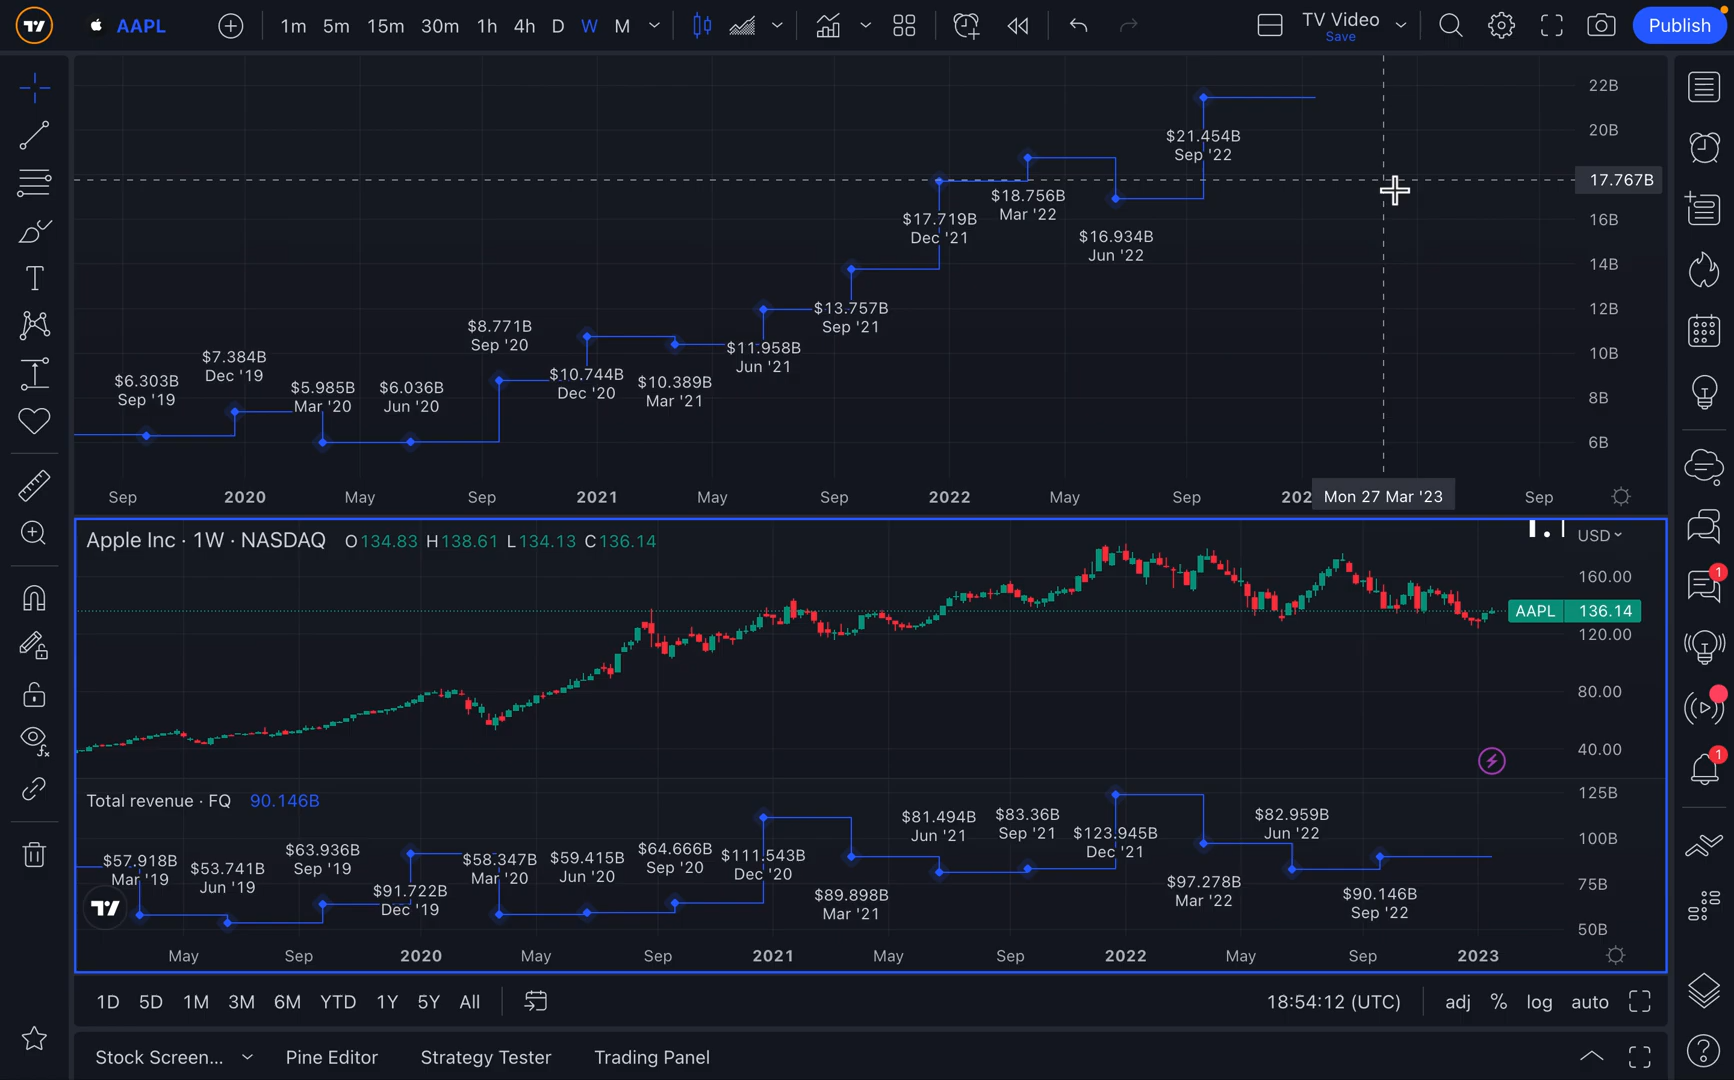 AAPL
1m 5m 15m 30m 1h 4h D W M
TV Video
Save
Publish
22B
20B
17.767B
16B
14B
12B
10B
8B
6B
$6.303B
Sep '19
$7.384B
Dec '19
$5.985B
Mar '20
$6.036B
Jun '20
$8.771B
Sep '20
$10.744B
Dec '20
$10.389B
Mar '21
$11.958B
Jun '21
$13.757B
Sep '21
$17.719B
Dec '21
$18.756B
Mar '22
$16.934B
Jun '22
$21.454B
Sep '22
Sep 2020 May Sep 2021 May Sep 2022 May Sep 202 Mon 27 Mar '23 Sep
Apple Inc · 1W · NASDAQ O134.83 H138.61 L134.13 C136.14
USD
160.00
AAPL 136.14
120.00
80.00
40.00
Total revenue · FQ 90.146B
125B
100B
75B
50B
$57.918B
Mar '19
$53.741B
Jun '19
$63.936B
Sep '19
$91.722B
Dec '19
$58.347B
Mar '20
$59.415B
Jun '20
$64.666B
Sep '20
$111.543B
Dec '20
$89.898B
Mar '21
$81.494B
Jun '21
$83.36B
Sep '21
$123.945B
Dec '21
$97.278B
Mar '22
$82.959B
Jun '22
$90.146B
Sep '22
May Sep 2020 May Sep 2021 May Sep 2022 May Sep 2023
1D 5D 1M 3M 6M YTD 1Y 5Y All
18:54:12 (UTC) adj % log auto
Stock Screen... Pine Editor Strategy Tester Trading Panel
1
1